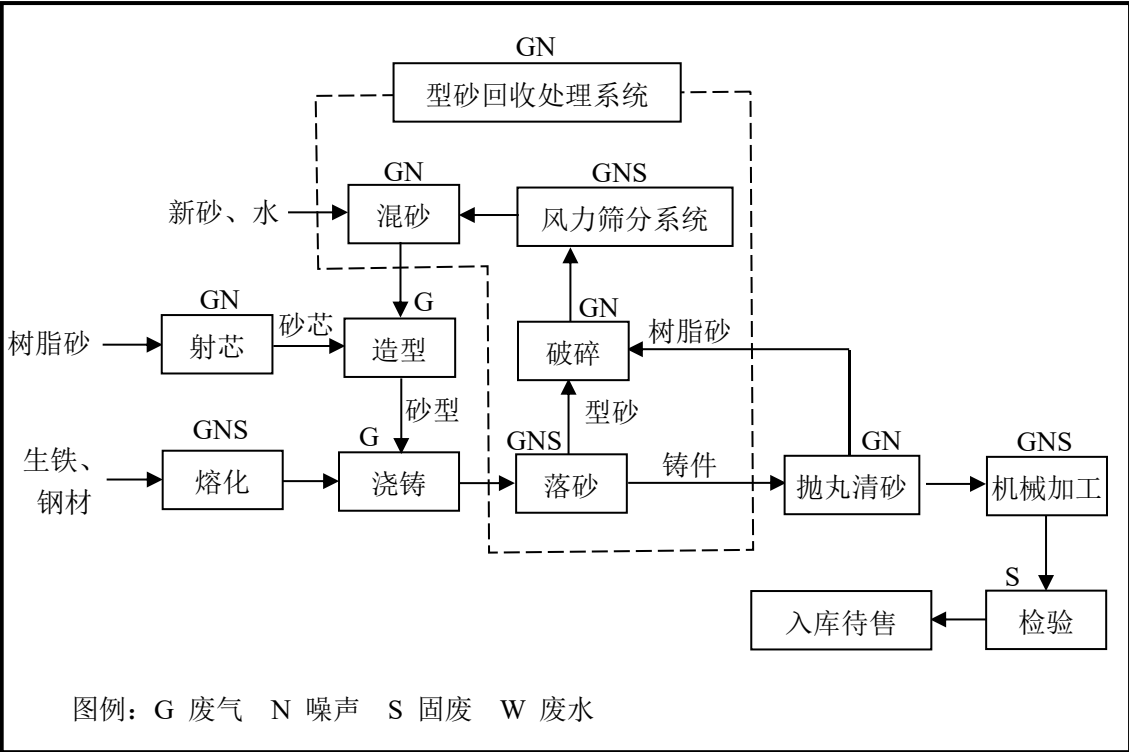 GN
型砂回收处理系统
GN
GNS
新砂、水
混砂
风力筛分系统
GN
G
GN
树脂砂
射芯
砂芯
造型
破碎
树脂砂
砂型
型砂
GNS
G
GNS
GN
GNS
生铁、
钢材
熔化
浇铸
落砂
铸件
抛丸清砂
机械加工
S
入库待售
检验
图例：G 废气 N 噪声 S 固废 W 废水